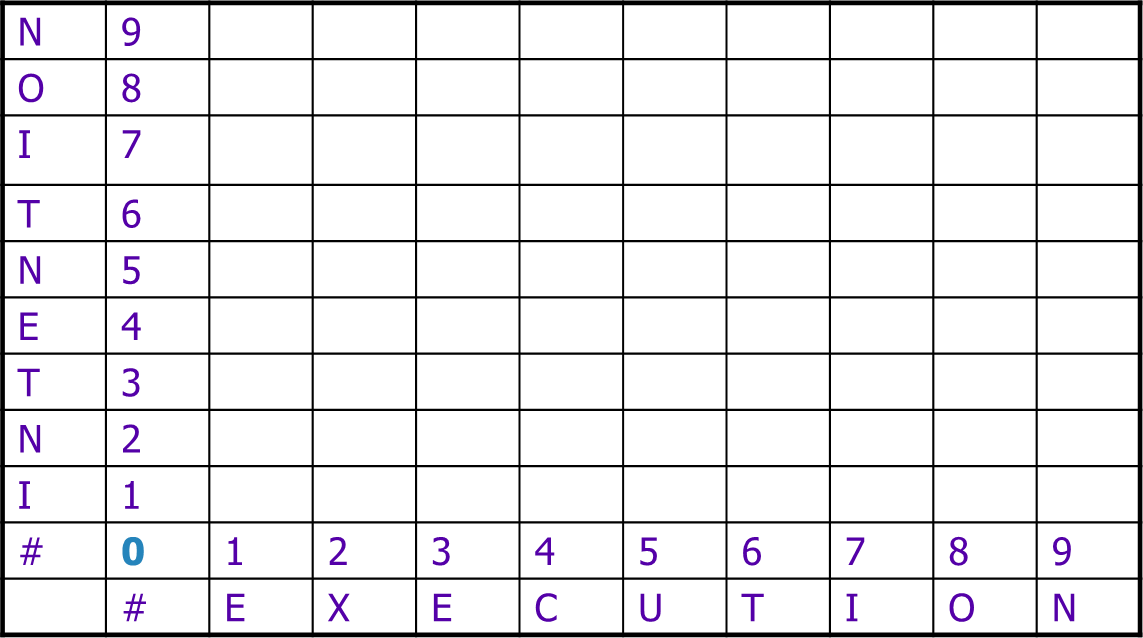 N 9
O 8
I 7
T 6
N 5
E 4
T 3
N 2
I 1
# 0 1 2 3 4 5 6 7 8 9
# E X E C U T I O N